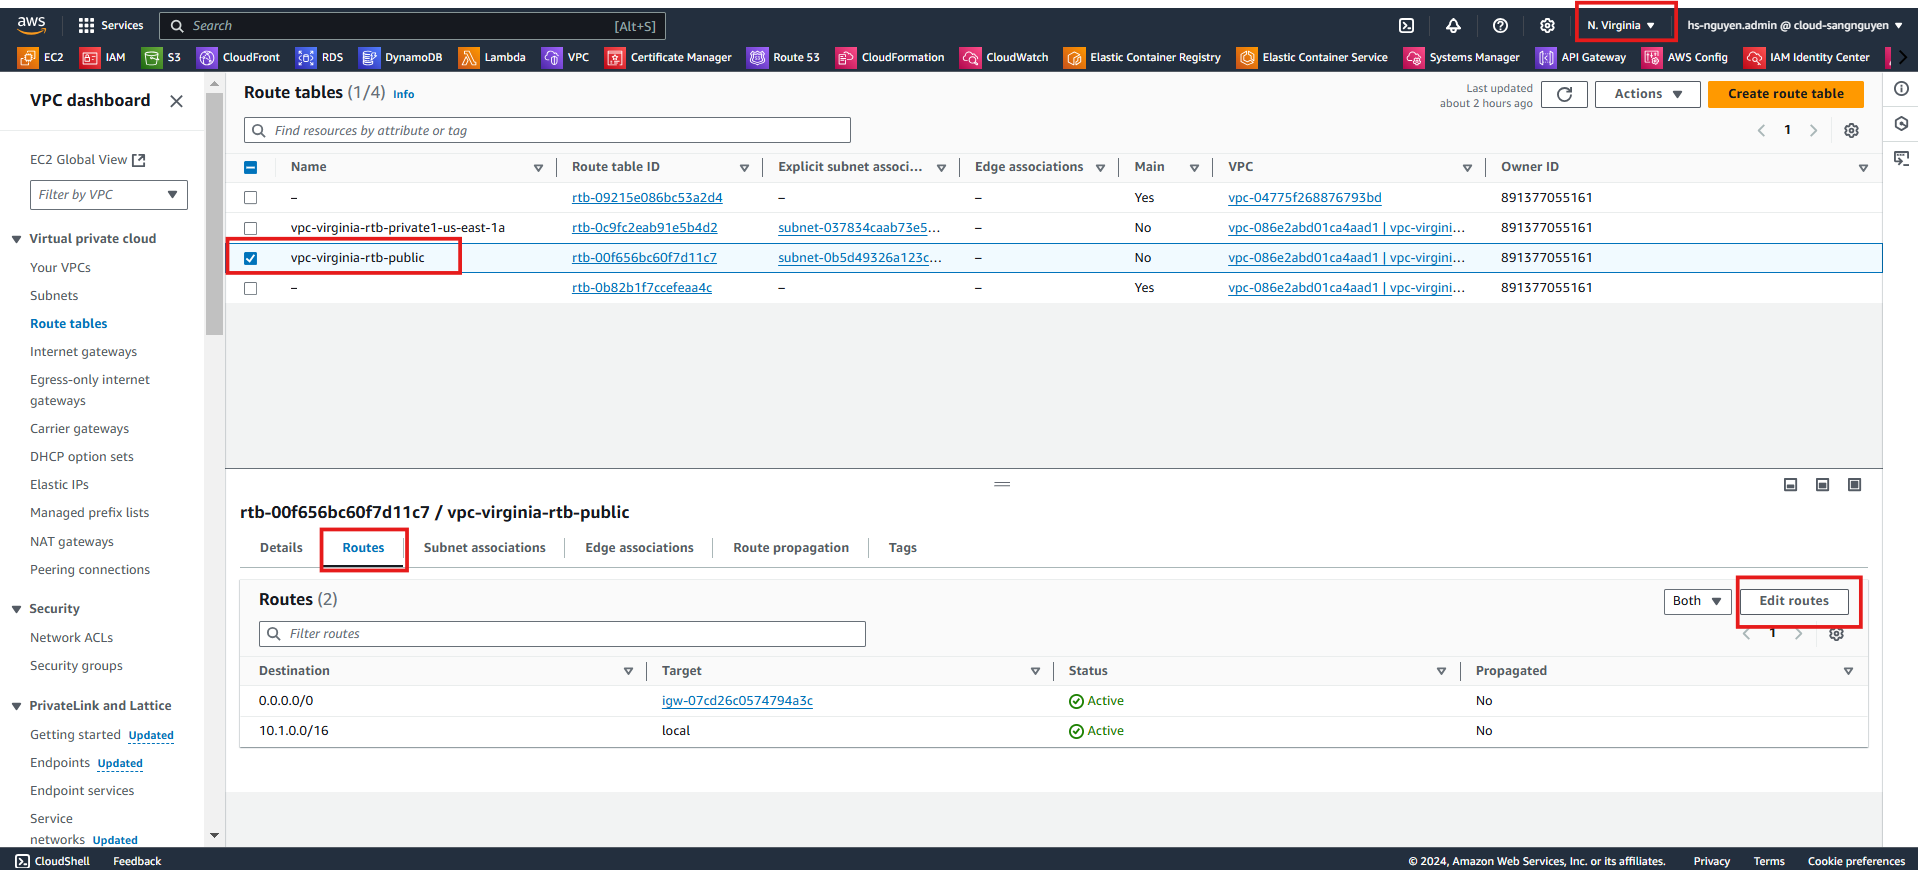 aws Services Search [Alt+S] N. Virginia hs-nguyen.admin @ cloud-sangnguyen
EC2 IAM S3 CloudFront RDS DynamoDB Lambda VPC Certificate Manager Route 53 CloudFormation CloudWatch Elastic Container Registry Elastic Container Service Systems Manager API Gateway AWS Config IAM Identity Center
VPC dashboard
EC2 Global View
Filter by VPC
Virtual private cloud
Your VPCs
Subnets
Route tables
Internet gateways
Egress-only internet
gateways
Carrier gateways
DHCP option sets
Elastic IPs
Managed prefix lists
NAT gateways
Peering connections
Security
Network ACLs
Security groups
PrivateLink and Lattice
Getting started Updated
Endpoints Updated
Endpoint services
Service
networks Updated
Route tables (1/4) Info
Last updated
about 2 hours ago
Actions
Create route table
Find resources by attribute or tag
1
Name Route table ID Explicit subnet associ... Edge associations Main VPC Owner ID
– rtb-09215e086bc53a2d4 – – Yes vpc-04775f268876793bd 891377055161
vpc-virginia-rtb-private1-us-east-1a rtb-0c9fc2eab91e5b4d2 subnet-037834caab73e5... – No vpc-086e2abd01ca4aad1 | vpc-virgini... 891377055161
vpc-virginia-rtb-public rtb-00f656bc60f7d11c7 subnet-0b5d49326a123c... – No vpc-086e2abd01ca4aad1 | vpc-virgini... 891377055161
– rtb-0b82b1f7ccefeaa4c – – Yes vpc-086e2abd01ca4aad1 | vpc-virgini... 891377055161
rtb-00f656bc60f7d11c7 / vpc-virginia-rtb-public
Details Routes Subnet associations Edge associations Route propagation Tags
Routes (2)
Both
Edit routes
Filter routes
1
Destination Target Status Propagated
0.0.0.0/0 igw-07cd26c0574794a3c Active No
10.1.0.0/16 local Active No
CloudShell Feedback © 2024, Amazon Web Services, Inc. or its affiliates. Privacy Terms Cookie preferences